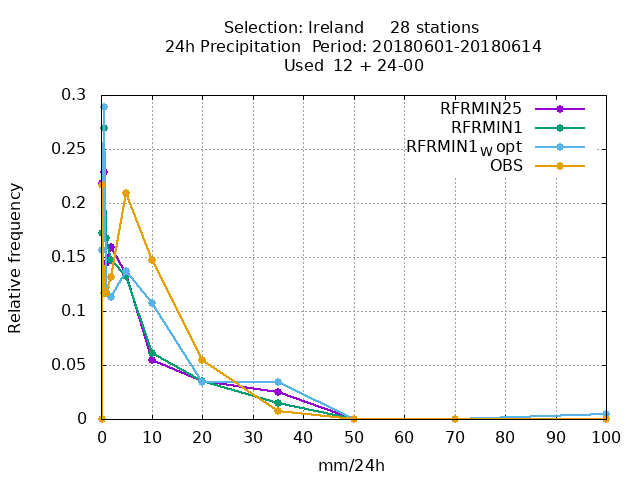 Selection: Ireland 28 stations
24h Precipitation Period: 20180601-20180614
Used 12 + 24-00
RFRMIN25
RFRMIN1
RFRMIN1W opt
OBS
Relative frequency
0.3
0.25
0.2
0.15
0.1
0.05
0
0 10 20 30 40 50 60 70 80 90 100
mm/24h